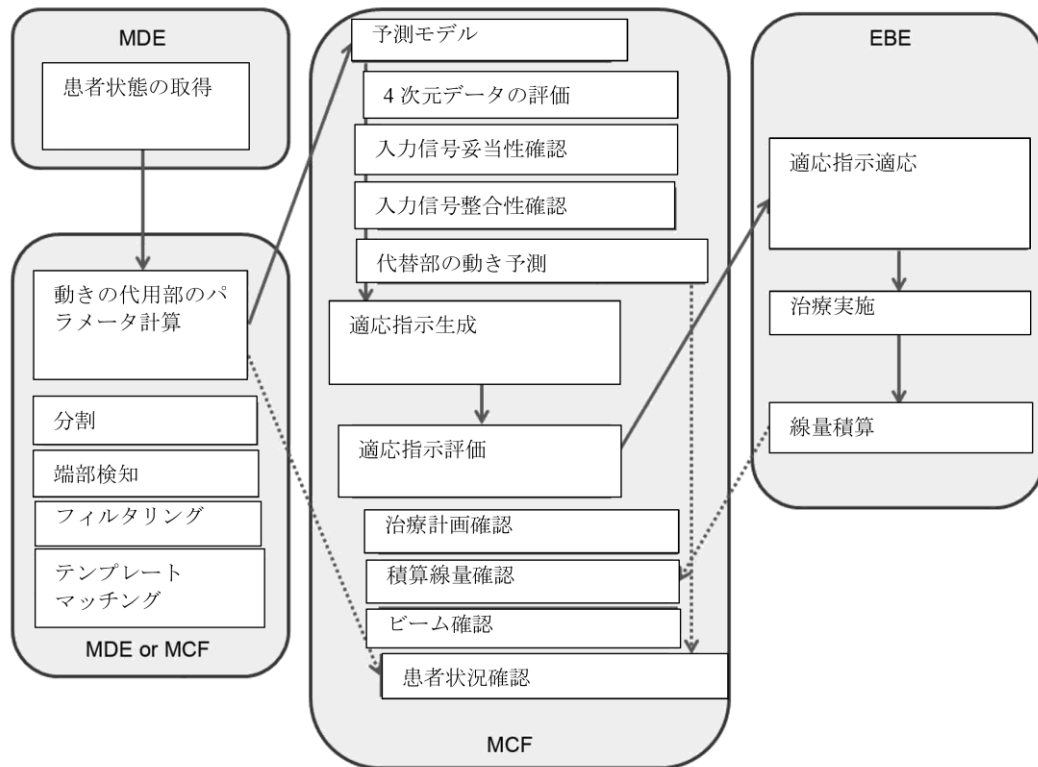 MDE
患者状態の取得
動きの代用部のパ
ラメータ計算
分割
端部検知
フィルタリング
テンプレート
マッチング
MDE or MCF
予測モデル
4 次元データの評価
入力信号妥当性確認
入力信号整合性確認
代替部の動き予測
適応指示生成
適応指示評価
治療計画確認
積算線量確認
ビーム確認
患者状況確認
MCF
EBE
適応指示適応
治療実施
線量積算